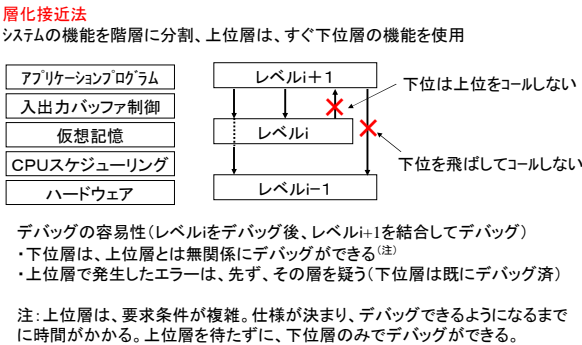 層化接近法
システムの機能を階層に分割、上位層は、すぐ下位層の機能を使用
アプリケーションプログラム
入出力バッファ制御
仮想記憶
CPUスケジューリング
ハードウェア
レベルi+1
レベルi
レベルi-1
下位は上位をコールしない
下位を飛ばしてコールしない
デバッグの容易性(レベルiをデバッグ後、レベルi+1を結合してデバッグ)
・下位層は、上位層とは無関係にデバッグができる(注)
・上位層で発生したエラーは、先ず、その層を疑う(下位層は既にデバッグ済)
注:上位層は、要求条件が複雑。仕様が決まり、デバッグできるようになるまで
に時間がかかる。上位層を待たずに、下位層のみでデバッグができる。